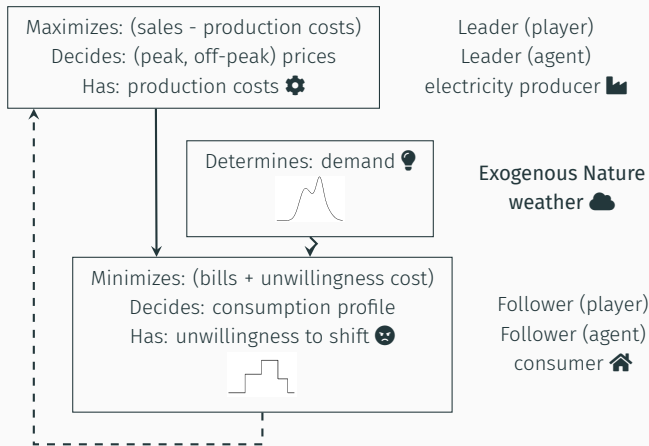 Maximizes: (sales - production costs)
Decides: (peak, off-peak) prices
Has: production costs
Leader (player)
Leader (agent)
electricity producer
Determines: demand
Exogenous Nature
weather
Minimizes: (bills + unwillingness cost)
Decides: consumption profile
Has: unwillingness to shift
Follower (player)
Follower (agent)
consumer